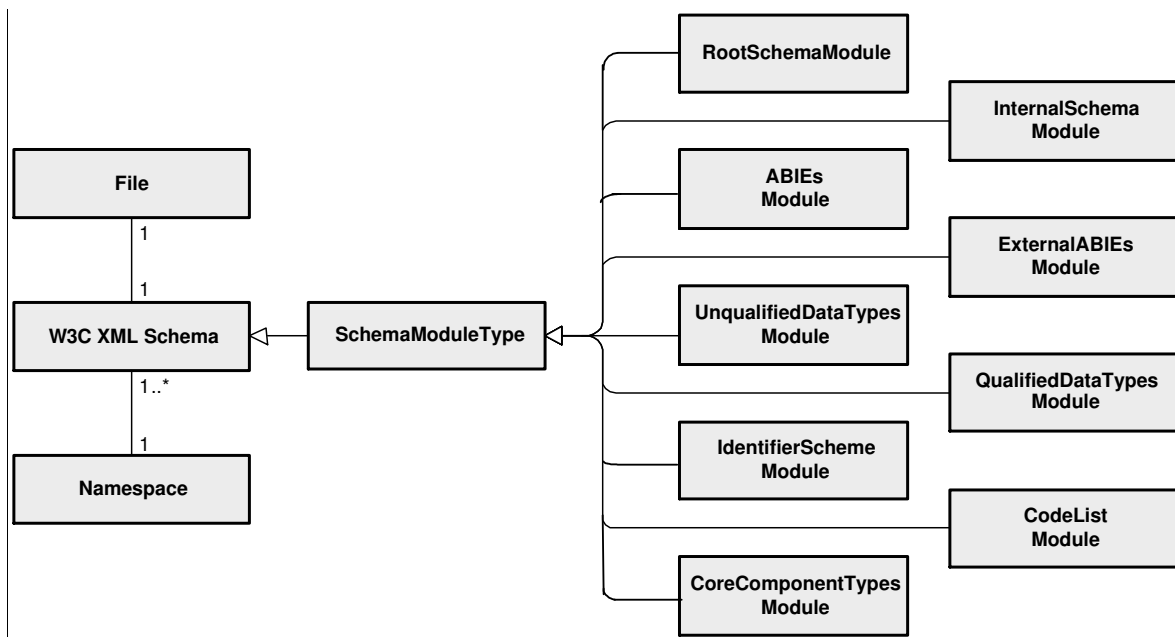 RootSchemaModule
InternalSchema
Module
File
ABIEs
Module
1
ExternalABIEs
Module
1
W3C XML Schema
SchemaModuleType
UnqualifiedDataTypes
Module
1..*
QualifiedDataTypes
Module
1
Namespace
IdentifierScheme
Module
CodeList
Module
CoreComponentTypes
Module